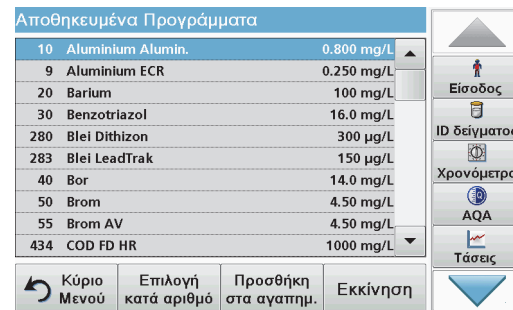 Αποθηκευμένα Προγράμματα
10 Aluminium Alumin. 0.800 mg/L
9 Aluminium ECR 0.250 mg/L
20 Barium 100 mg/L
30 Benzotriazol 16.0 mg/L
280 Blei Dithizon 300 µg/L
283 Blei LeadTrak 150 µg/L
40 Bor 14.0 mg/L
50 Brom 4.50 mg/L
55 Brom AV 4.50 mg/L
434 COD FD HR 1000 mg/L
Κύριο
Μενού
Επιλογή
κατά αριθμό
Προσθήκη
στα αγαπημ.
Εκκίνηση
Είσοδος
ID δείγματος
Χρονόμετρο
AQA
Τάσεις